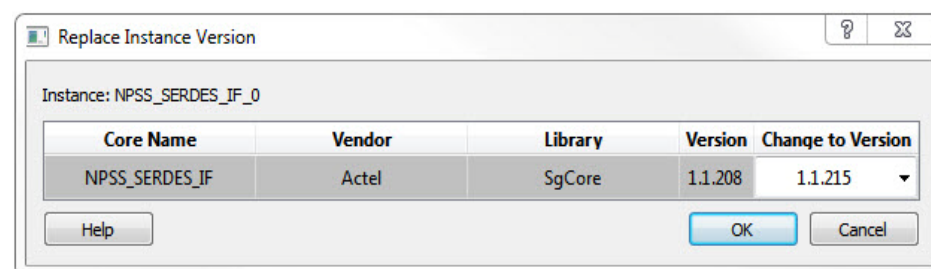 Replace Instance Version
Instance: NPSS_SERDES_IF_0
Core Name Vendor Library Version Change to Version
NPSS_SERDES_IF Actel SgCore 1.1.208 1.1.215
Help OK Cancel